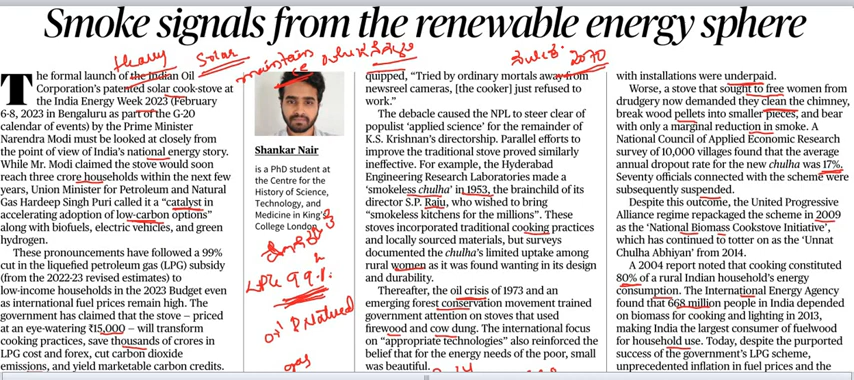 Smoke signals from the renewable energy sphere
Heavy
Solar
maintains
ce
2070
The formal launch of the Indian Oil
Corporation's patented solar cook-stove at
the India Energy Week 2023 (February
6-8, 2023 in Bengaluru as part of the G-20
calendar of events) by the Prime Minister
Narendra Modi must be looked at closely from
the point of view of India's national energy story.
While Mr. Modi claimed the stove would soon
reach three crore households within the next few
years, Union Minister for Petroleum and Natural
Gas Hardeep Singh Puri called it a "catalyst in
accelerating adoption of low-carbon options"
along with biofuels, electric vehicles, and green
hydrogen.
These pronouncements have followed a 99%
cut in the liquefied petroleum gas (LPG) subsidy
(from the 2022-23 revised estimates) to
low-income households in the 2023 Budget even
as international fuel prices remain high. The
government has claimed that the stove – priced
at an eye-watering ₹15,000 – will transform
cooking practices, save thousands of crores in
LPG cost and forex, cut carbon dioxide
emissions, and yield marketable carbon credits.
Shankar Nair
is a PhD student at
the Centre for the
History of Science,
Technology, and
Medicine in King's
College London
LPG 99%
oil & Natural
gas
quipped, "Tried by ordinary mortals away from
newsreel cameras, [the cooker] just refused to
work."
The debacle caused the NPL to steer clear of
populist 'applied science' for the remainder of
K.S. Krishnan's directorship. Parallel efforts to
improve the traditional stove proved similarly
ineffective. For example, the Hyderabad
Engineering Research Laboratories made a
'smokeless chulha' in 1953, the brainchild of its
director S.P. Raju, who wished to bring
"smokeless kitchens for the millions". These
stoves incorporated traditional cooking practices
and locally sourced materials, but surveys
documented the chulha's limited uptake among
rural women as it was found wanting in its design
and durability.
Thereafter, the oil crisis of 1973 and an
emerging forest conservation movement trained
government attention on stoves that used
firewood and cow dung. The international focus
on "appropriate technologies" also reinforced the
belief that for the energy needs of the poor, small
was beautiful.
with installations were underpaid.
Worse, a stove that sought to free women from
drudgery now demanded they clean the chimney,
break wood pellets into smaller pieces, and bear
with only a marginal reduction in smoke. A
National Council of Applied Economic Research
survey of 10,000 villages found that the average
annual dropout rate for the new chulha was 17%.
Seventy officials connected with the scheme were
subsequently suspended.
Despite this outcome, the United Progressive
Alliance regime repackaged the scheme in 2009
as the 'National Biomass Cookstove Initiative',
which has continued to totter on as the 'Unnat
Chulha Abhiyan' from 2014.
A 2004 report noted that cooking constituted
80% of a rural Indian household's energy
consumption. The International Energy Agency
found that 668 million people in India depended
on biomass for cooking and lighting in 2013,
making India the largest consumer of fuelwood
for household use. Today, despite the purported
success of the government's LPG scheme,
unprecedented inflation in fuel prices and the